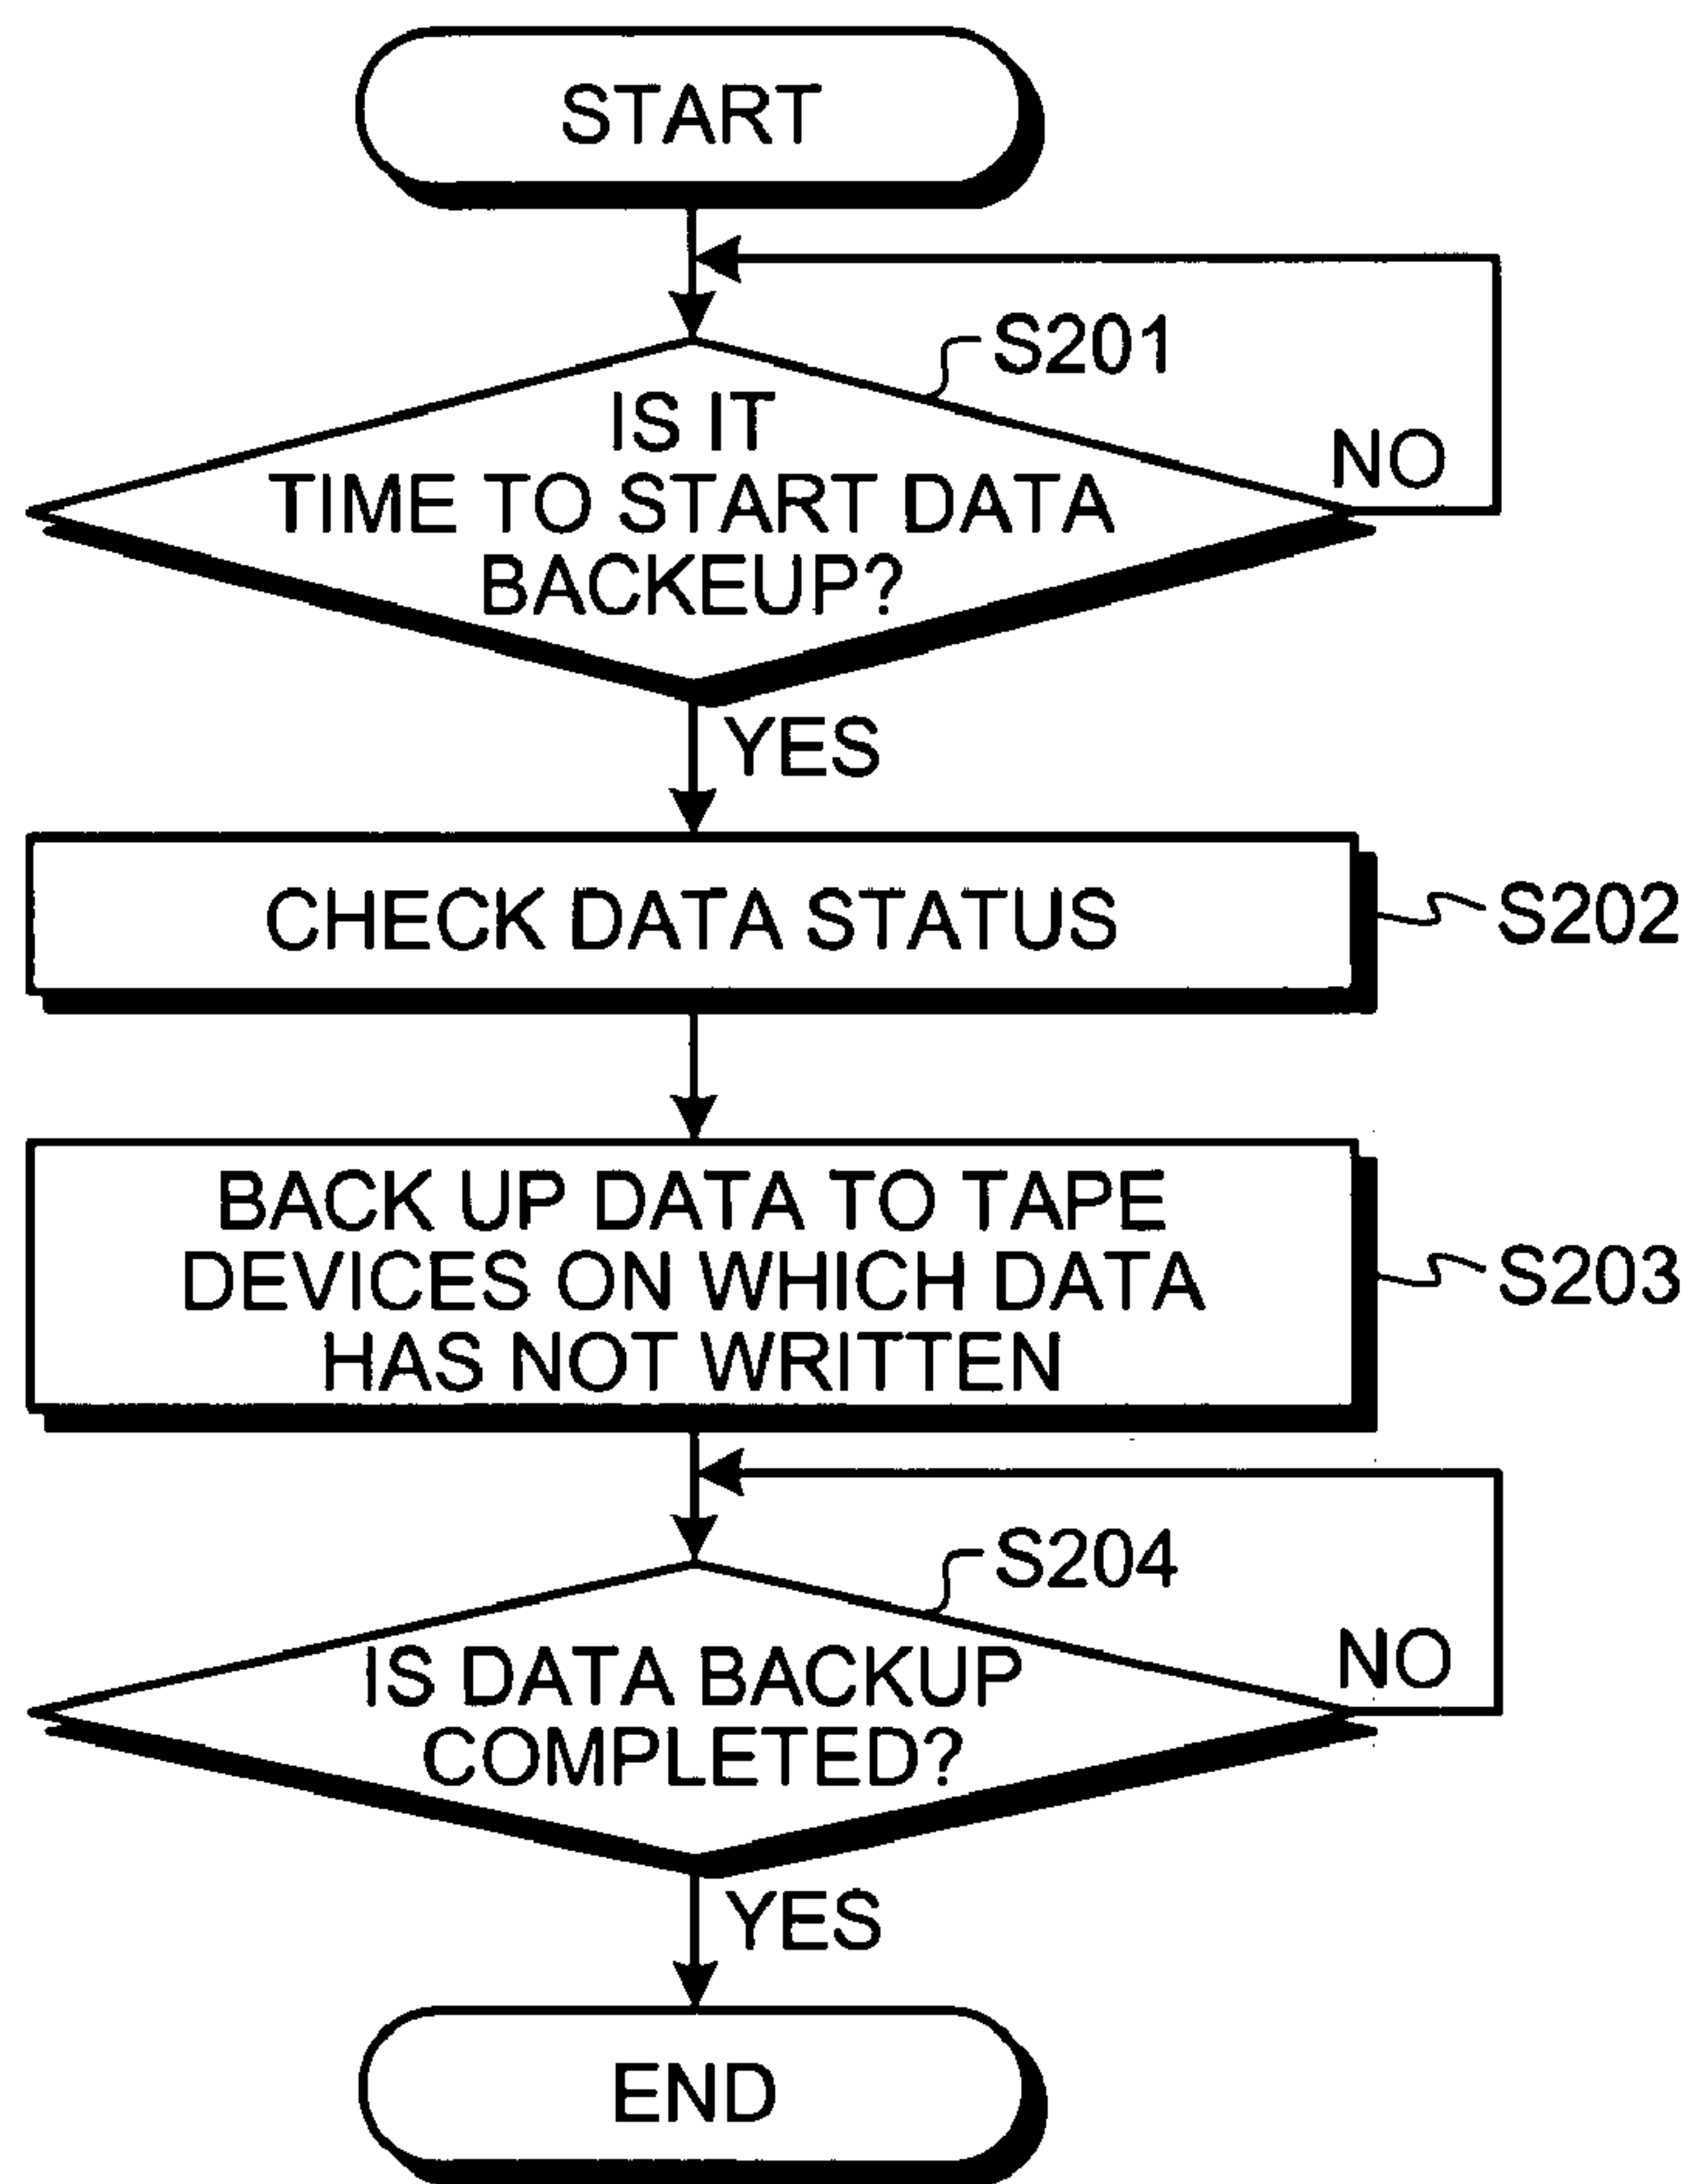 START
S201
IS IT
TIME TO START DATA
BACKEUP?
NO
YES
CHECK DATA STATUS
S202
BACK UP DATA TO TAPE
DEVICES ON WHICH DATA
HAS NOT WRITTEN
S203
S204
IS DATA BACKUP
COMPLETED?
NO
YES
END